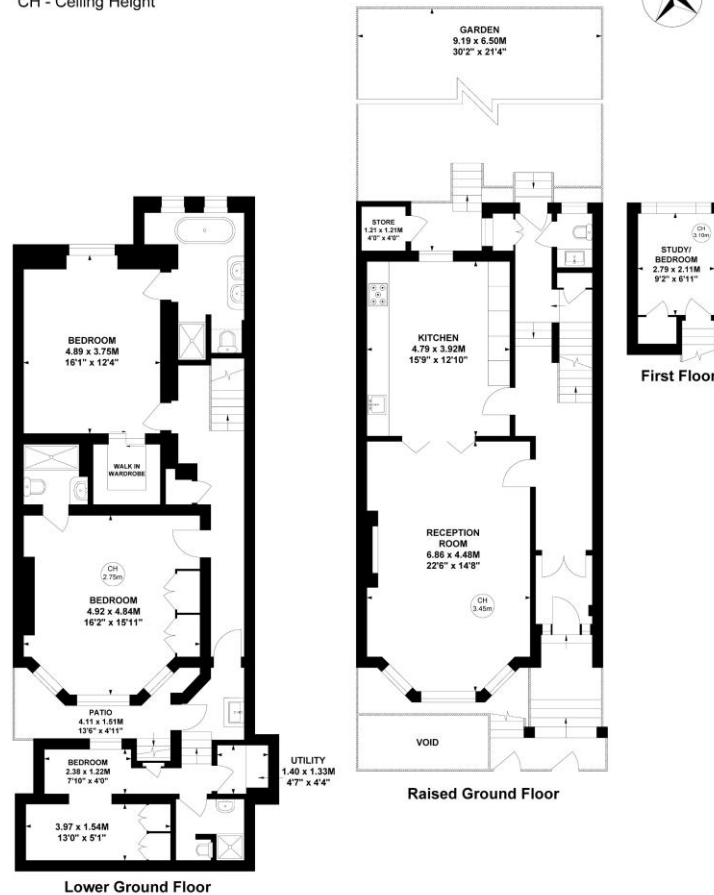 CH - Ceiling Height
GARDEN
9.19 x 6.50M
30'2" x 21'4"
STORE
1.21 x 1.21M
4'0" x 4'0"
KITCHEN
4.79 x 3.92M
15'9" x 12'10"
RECEPTION
ROOM
6.86 x 4.48M
22'6" x 14'8"
CH
3.45m
VOID
Raised Ground Floor
CH
3.10m
STUDY/
BEDROOM
2.79 x 2.11M
9'2" x 6'11"
First Floor
BEDROOM
4.89 x 3.75M
16'1" x 12'4"
WALK IN
WARDROBE
CH
2.75m
BEDROOM
4.92 x 4.84M
16'2" x 15'11"
PATIO
4.11 x 1.51M
13'6" x 4'11"
BEDROOM
2.38 x 1.22M
7'10" x 4'0"
UTILITY
1.40 x 1.33M
4'7" x 4'4"
3.97 x 1.54M
13'0" x 5'1"
Lower Ground Floor